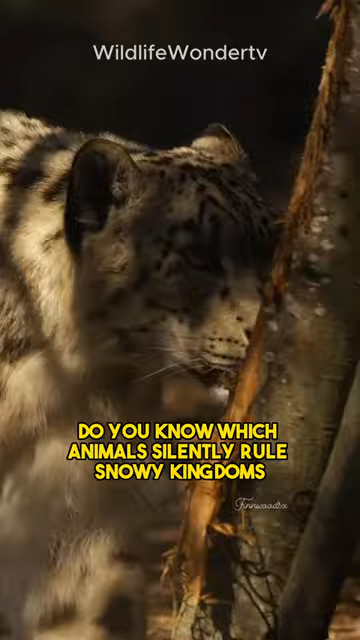 WildlifeWondertv
DO YOU KNOW WHICH
ANIMALS SILENTLY RULE
SNOWY KINGDOMS